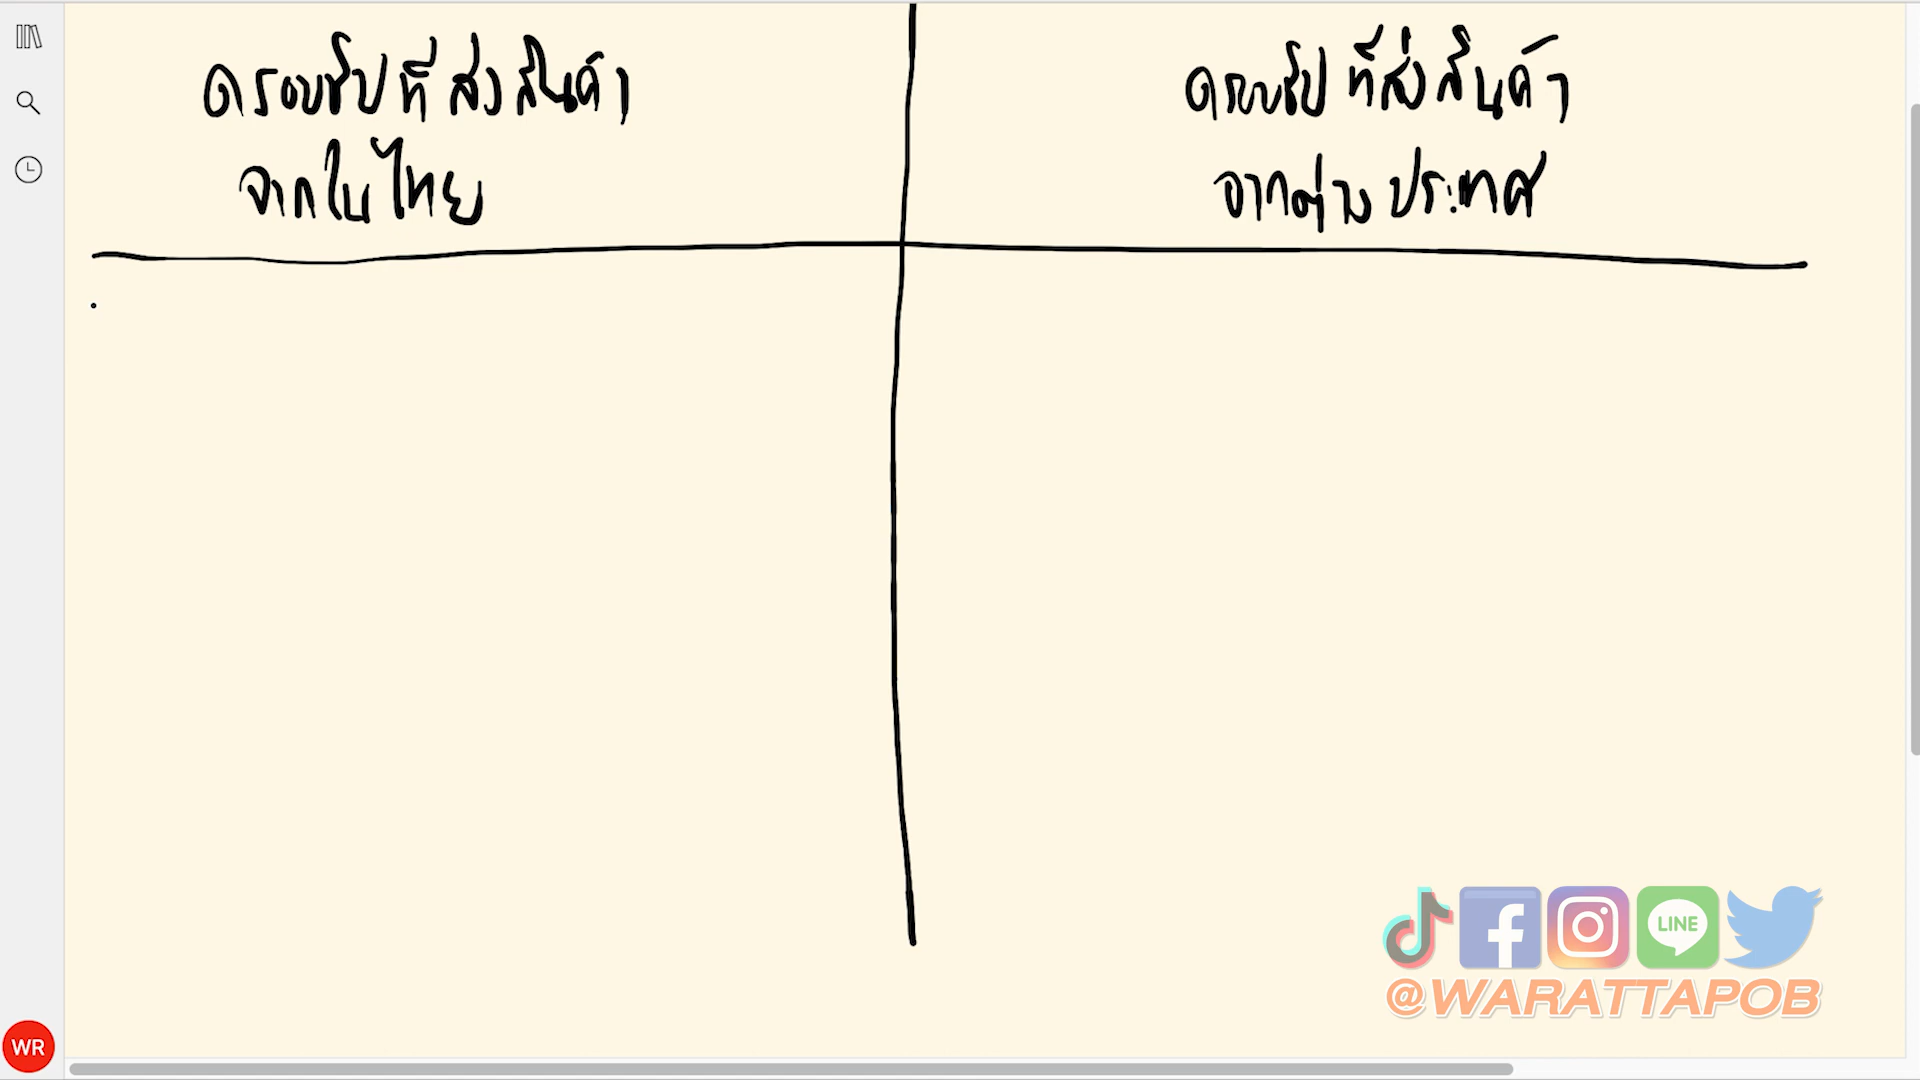 ดรอบชิปที่ส่งสินค้า
จากในไทย
ดรอบชิปที่ส่งสินค้า
จากต่างประเทศ
LINE
@WARATTAPOB
WR